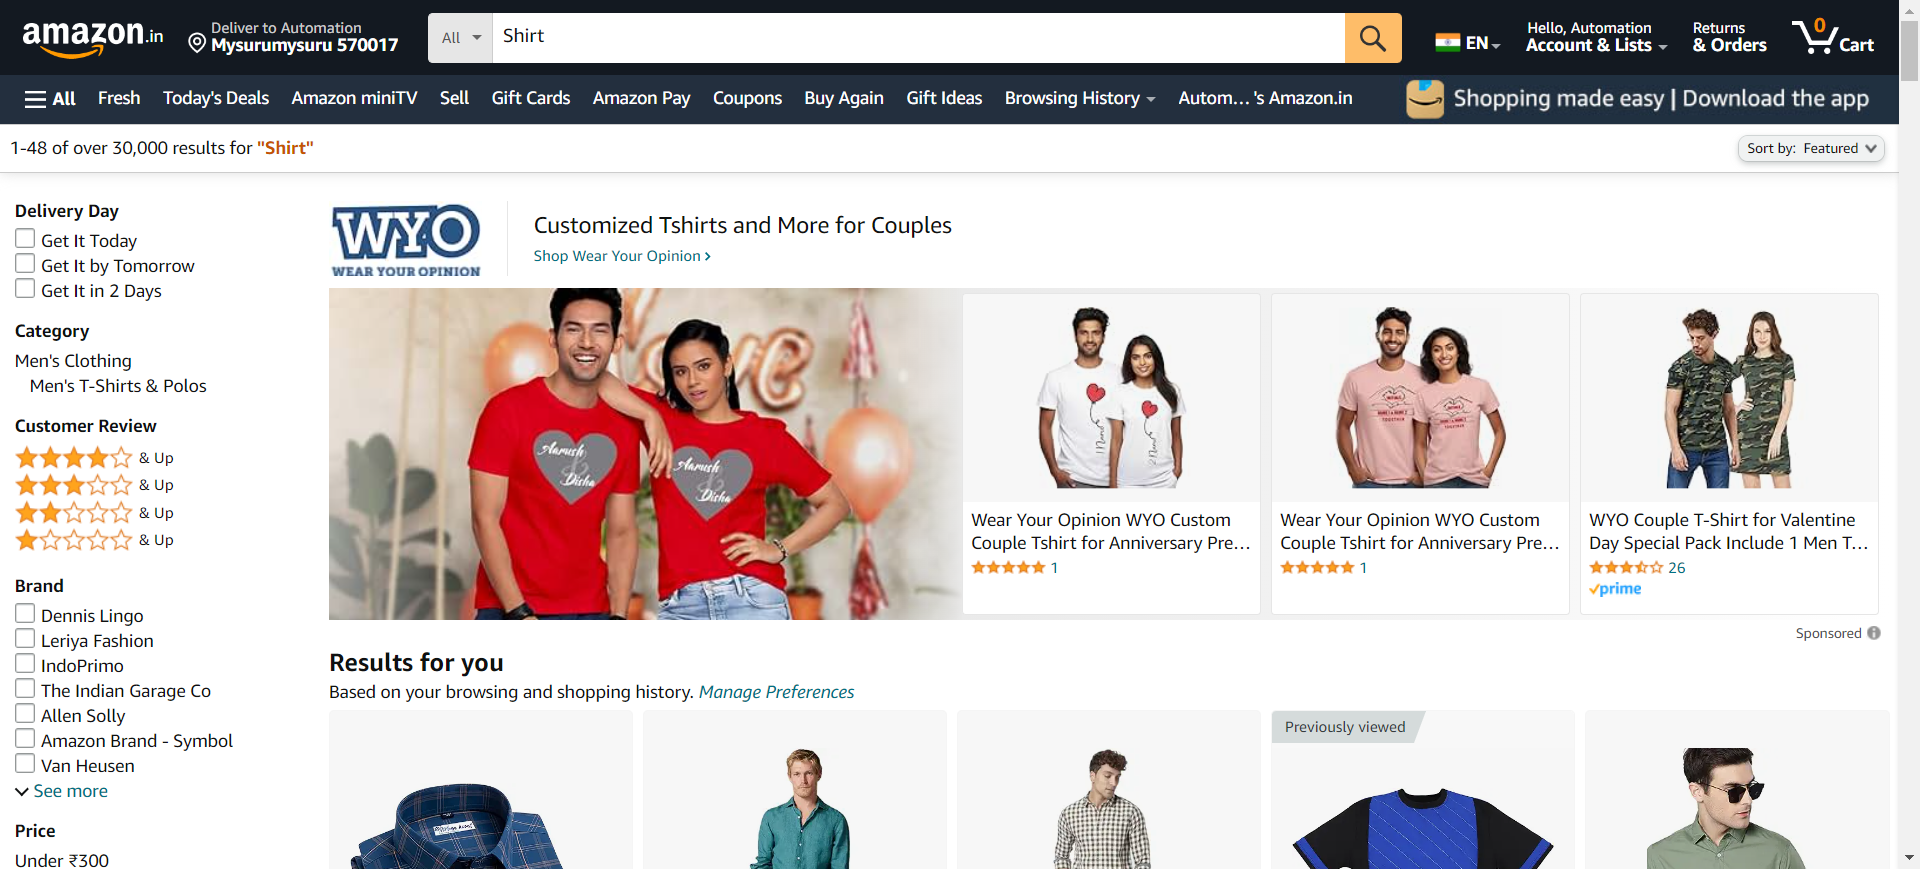 amazon.in
Deliver to Automation
Mysurumysuru 570017
All
Shirt
EN
Hello, Automation
Account & Lists
Returns
& Orders
0
Cart
All
Fresh
Today's Deals
Amazon miniTV
Sell
Gift Cards
Amazon Pay
Coupons
Buy Again
Gift Ideas
Browsing History
Autom... 's Amazon.in
Shopping made easy | Download the app
1-48 of over 30,000 results for "Shirt"
Sort by: Featured
Delivery Day
Get It Today
Get It by Tomorrow
Get It in 2 Days
Category
Men's Clothing
Men's T-Shirts & Polos
Customer Review
& Up
& Up
& Up
& Up
Brand
Dennis Lingo
Leriya Fashion
IndoPrimo
The Indian Garage Co
Allen Solly
Amazon Brand - Symbol
Van Heusen
See more
Price
Under ₹300
WYO
WEAR YOUR OPINION
Customized Tshirts and More for Couples
Shop Wear Your Opinion ›
Love
Aarush
&
Disha
Aarush
&
Disha
Wear Your Opinion WYO Custom
Couple Tshirt for Anniversary Pre...
1
Wear Your Opinion WYO Custom
Couple Tshirt for Anniversary Pre...
1
WYO Couple T-Shirt for Valentine
Day Special Pack Include 1 Men T...
26
prime
Sponsored
Results for you
Based on your browsing and shopping history. Manage Preferences
Previously viewed